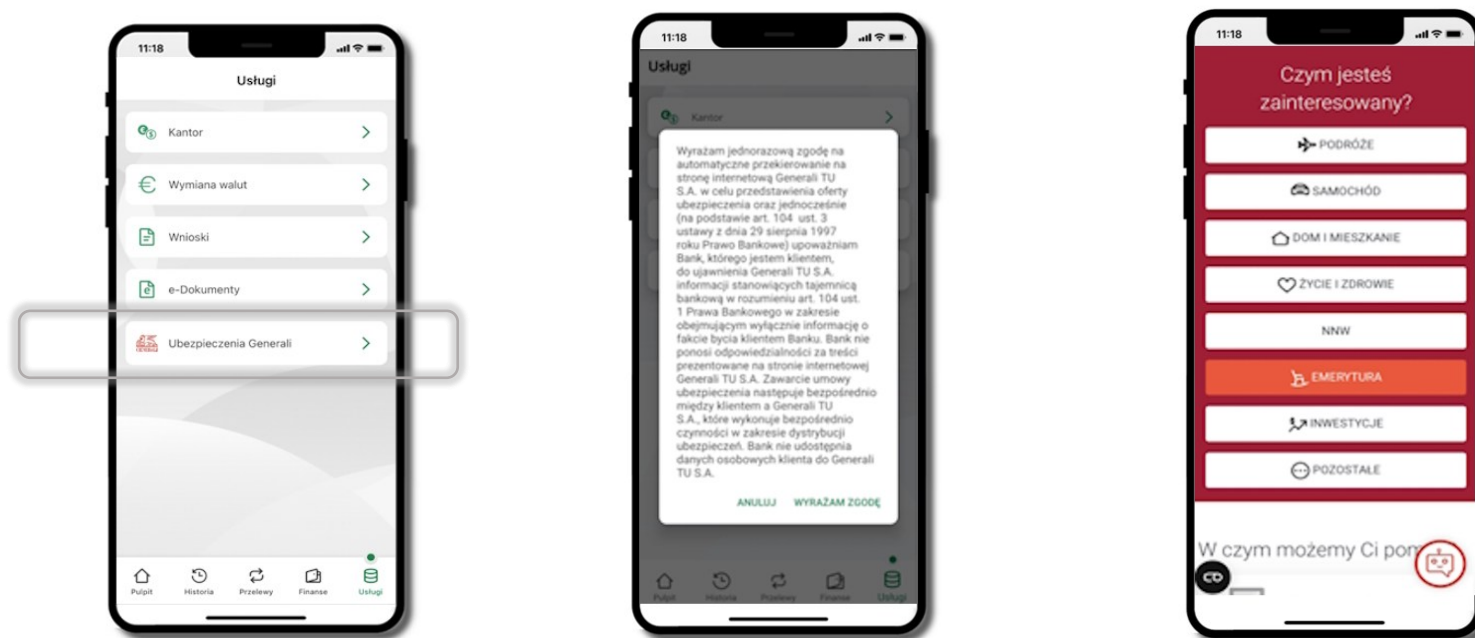 11:18
Usługi
Kantor
Wymiana walut
Wnioski
e-Dokumenty
GENERALI
Ubezpieczenia Generali
Pulpit
Historia
Przelewy
Finanse
Usługi
11:18
Usługi
Kantor
Wyrażam jednorazową zgodę na
automatyczne przekierowanie na
stronę internetową Generali TU
S.A. w celu przedstawienia oferty
ubezpieczenia oraz jednocześnie
(na podstawie art. 104 ust. 3
ustawy z dnia 29 sierpnia 1997
roku Prawo Bankowe) upoważniam
Bank, którego jestem klientem,
do ujawnienia Generali TU S.A.
informacji stanowiących tajemnicą
bankową w rozumieniu art. 104 ust.
1 Prawa Bankowego w zakresie
obejmującym wyłącznie informację o
fakcie bycia klientem Banku. Bank nie
ponosi odpowiedzialności za treści
prezentowane na stronie internetowej
Generali TU S.A. Zawarcie umowy
ubezpieczenia następuje bezpośrednio
między klientem a Generali TU
S.A., które wykonuje bezpośrednio
czynności w zakresie dystrybucji
ubezpieczeń. Bank nie udostępnia
danych osobowych klienta do Generali
TU S.A.
ANULUJ WYRAŻAM ZGODĘ
Pulpit
Historia
Przelewy
Finanse
Usługi
11:18
Czym jesteś
zainteresowany?
PODRÓŻE
SAMOCHÓD
DOM I MIESZKANIE
ŻYCIE I ZDROWIE
NNW
EMERYTURA
INWESTYCJE
POZOSTAŁE
W czym możemy Ci pom